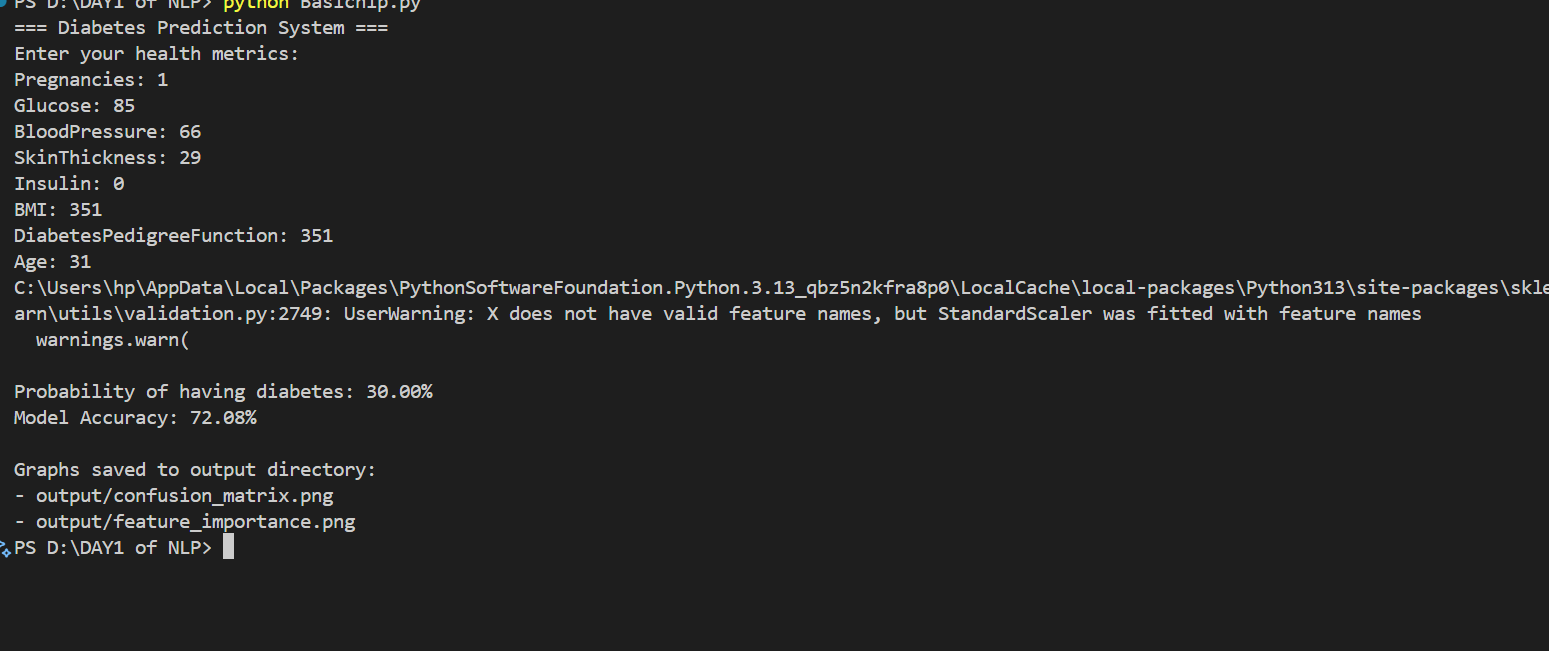 PS D:\DAY1 of NLP> python Basicnlp.py
=== Diabetes Prediction System ===
Enter your health metrics:
Pregnancies: 1
Glucose: 85
BloodPressure: 66
SkinThickness: 29
Insulin: 0
BMI: 351
DiabetesPedigreeFunction: 351
Age: 31
C:\Users\hp\AppData\Local\Packages\PythonSoftwareFoundation.Python.3.13_qbz5n2kfra8p0\LocalCache\local-packages\Python313\site-packages\skle
arn\utils\validation.py:2749: UserWarning: X does not have valid feature names, but StandardScaler was fitted with feature names
  warnings.warn(
Probability of having diabetes: 30.00%
Model Accuracy: 72.08%
Graphs saved to output directory:
- output/confusion_matrix.png
- output/feature_importance.png
PS D:\DAY1 of NLP>